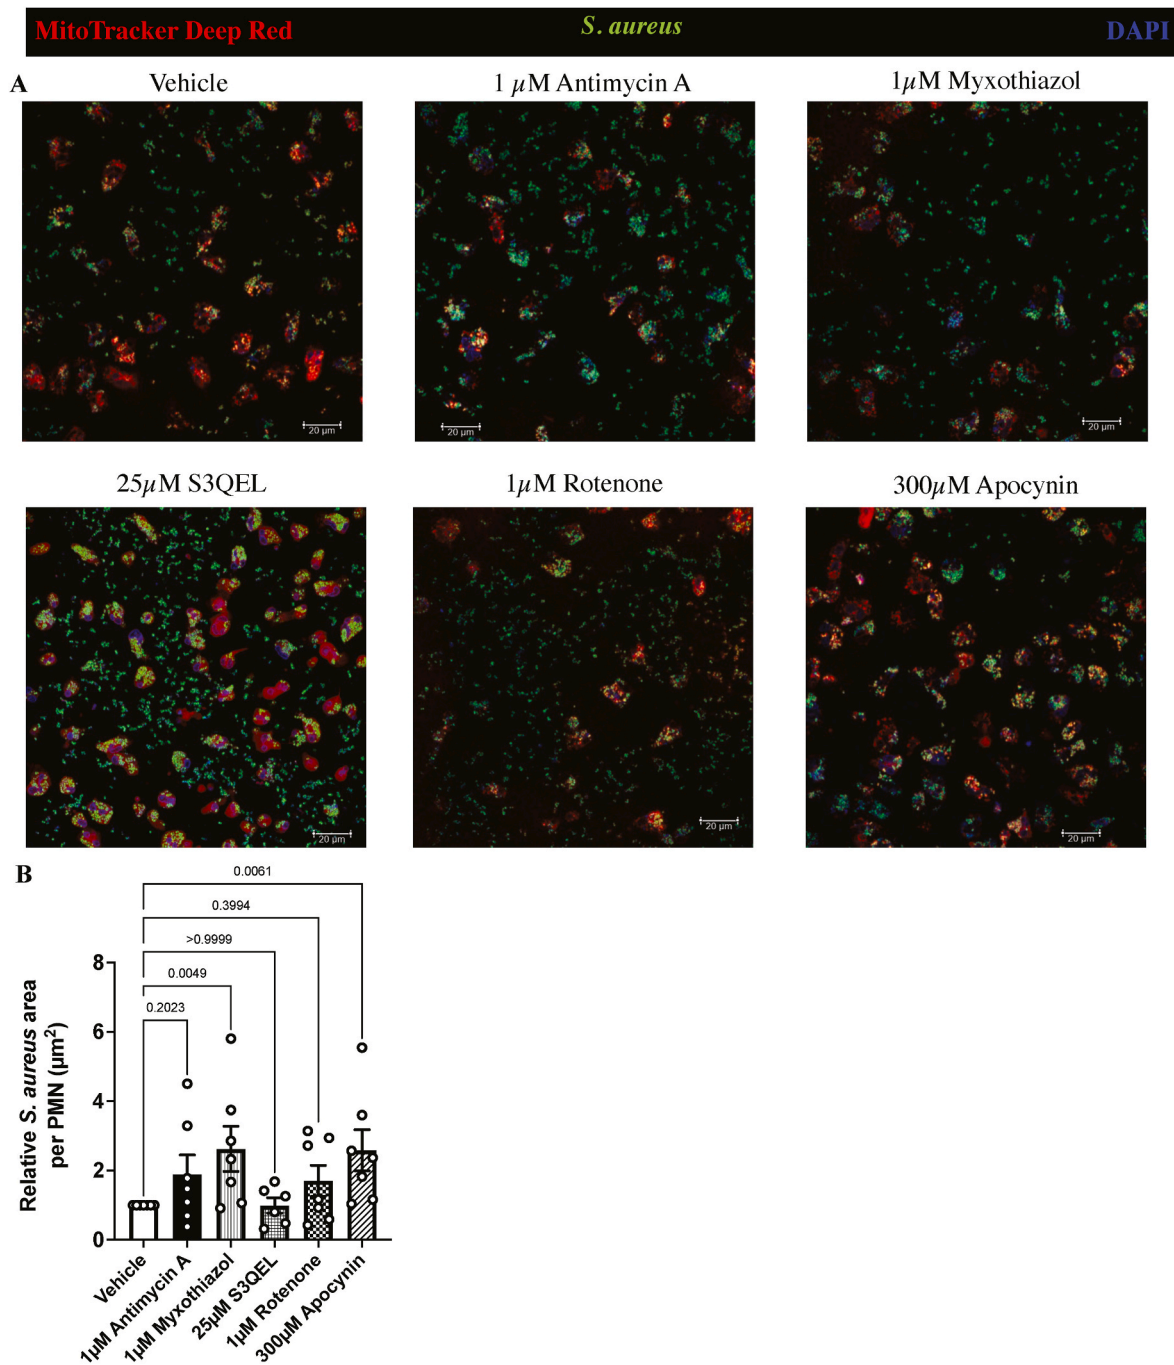 MitoTracker Deep Red S. aureus DAPI
A
Vehicle
1 µM Antimycin A
1µM Myxothiazol
20 µm
20 µm
20 µm
25µM S3QEL
1µM Rotenone
300µM Apocynin
20 µm
20 µm
20 µm
B
0.0061
0.3994
>0.9999
0.0049
0.2023
Relative S. aureus area
per PMN (µm²)
8
6
4
2
0
Vehicle
1µM Antimycin A
1µM Myxothiazol
25µM S3QEL
1µM Rotenone
300µM Apocynin